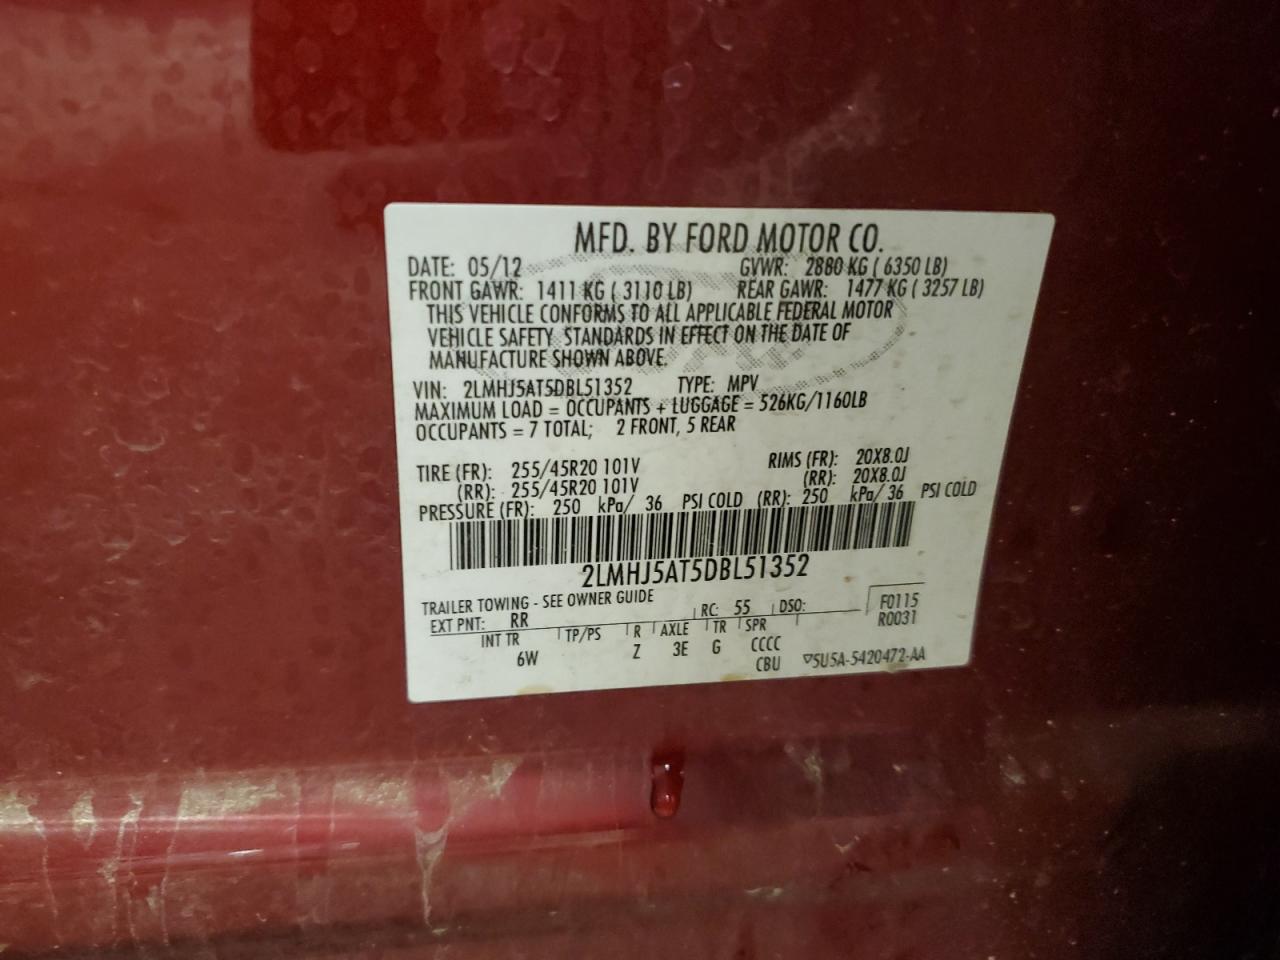 MFD. BY FORD MOTOR CO.
DATE: 05/12 GVWR: 2880 KG ( 6350 LB)
FRONT GAWR: 1411 KG ( 3110 LB) REAR GAWR: 1477 KG ( 3257 LB)
THIS VEHICLE CONFORMS TO ALL APPLICABLE FEDERAL MOTOR
VEHICLE SAFETY STANDARDS IN EFFECT ON THE DATE OF
MANUFACTURE SHOWN ABOVE.
VIN: 2LMHJ5AT5DBL51352 TYPE: MPV
MAXIMUM LOAD = OCCUPANTS + LUGGAGE = 526KG/1160LB
OCCUPANTS = 7 TOTAL; 2 FRONT, 5 REAR
TIRE (FR): 255/45R20 101V RIMS (FR): 20X8.0J
(RR): 255/45R20 101V (RR): 20X8.0J
PRESSURE (FR): 250 kPa/ 36 PSI COLD (RR): 250 kPa/ 36 PSI COLD
2LMHJ5AT5DBL51352
TRAILER TOWING - SEE OWNER GUIDE
EXT PNT: RR RC: 55 DSO: F0115
R0031
INT TR TP/PS R AXLE TR SPR
6W Z 3E G CCCC
CBU ▽5U5A-5420472-AA